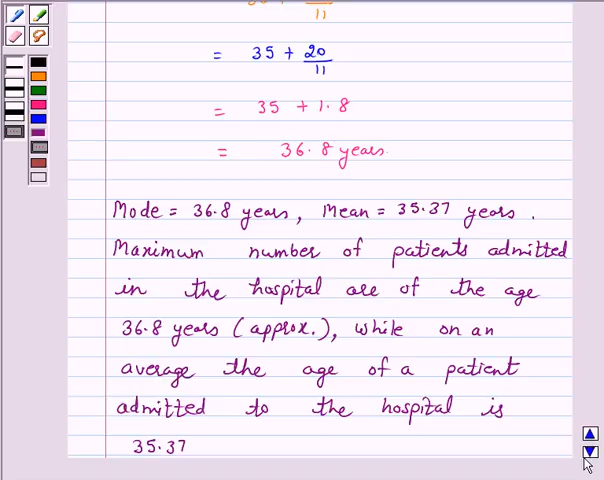 11
= 35 + 20/11
= 35 + 1.8
= 36.8 years.
Mode = 36.8 years, Mean = 35.37 years.
Maximum number of patients admitted
in the hospital are of the age
36.8 years (approx.), while on an
average the age of a patient
admitted to the hospital is
35.37